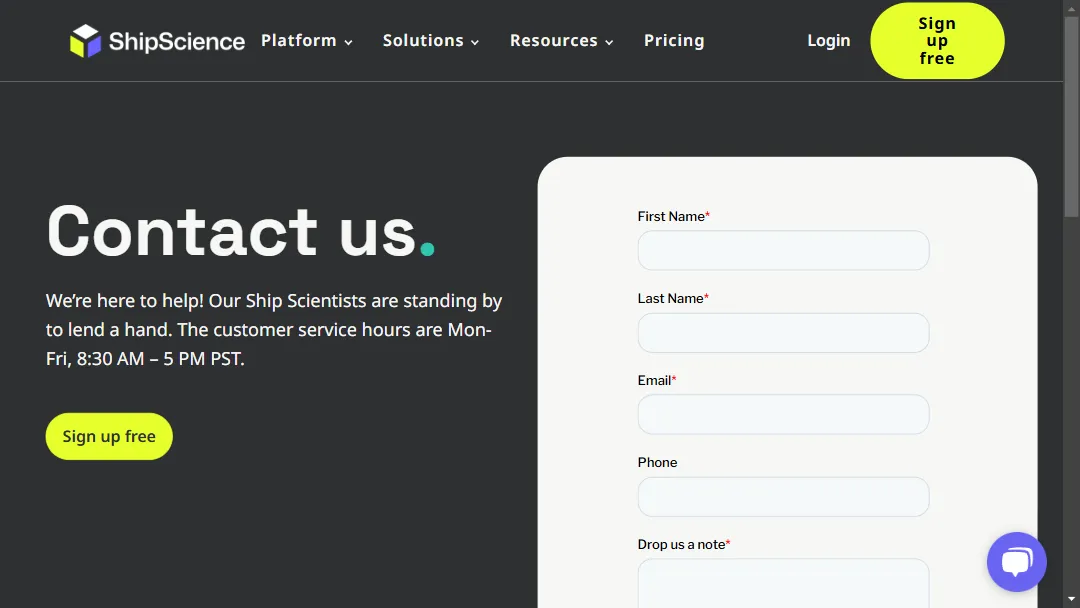 ShipScience Platform Solutions Resources Pricing Login Sign up free
Contact us.
We’re here to help! Our Ship Scientists are standing by
to lend a hand. The customer service hours are Mon-
Fri, 8:30 AM – 5 PM PST.
Sign up free
First Name*
Last Name*
Email*
Phone
Drop us a note*